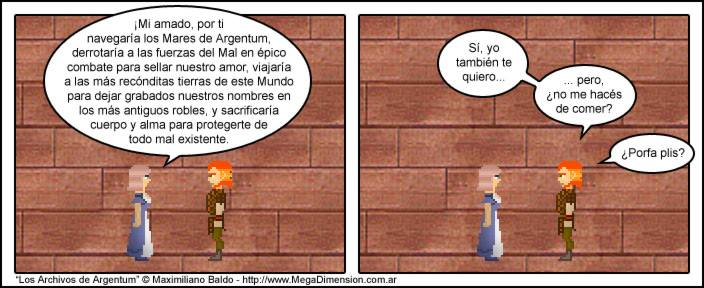 ¡Mi amado, por ti
navegaría los Mares de Argentum,
derrotaría a las fuerzas del Mal en épico
combate para sellar nuestro amor, viajaría
a las más recónditas tierras de este Mundo
para dejar grabados nuestros nombres en
los más antiguos robles, y sacrificaría
cuerpo y alma para protegerte de
todo mal existente.
Sí, yo
también te
quiero...
... pero,
¿no me hacés
de comer?
¿Porfa plis?
"Los Archivos de Argentum" © Maximiliano Baldo - http://www.MegaDimension.com.ar